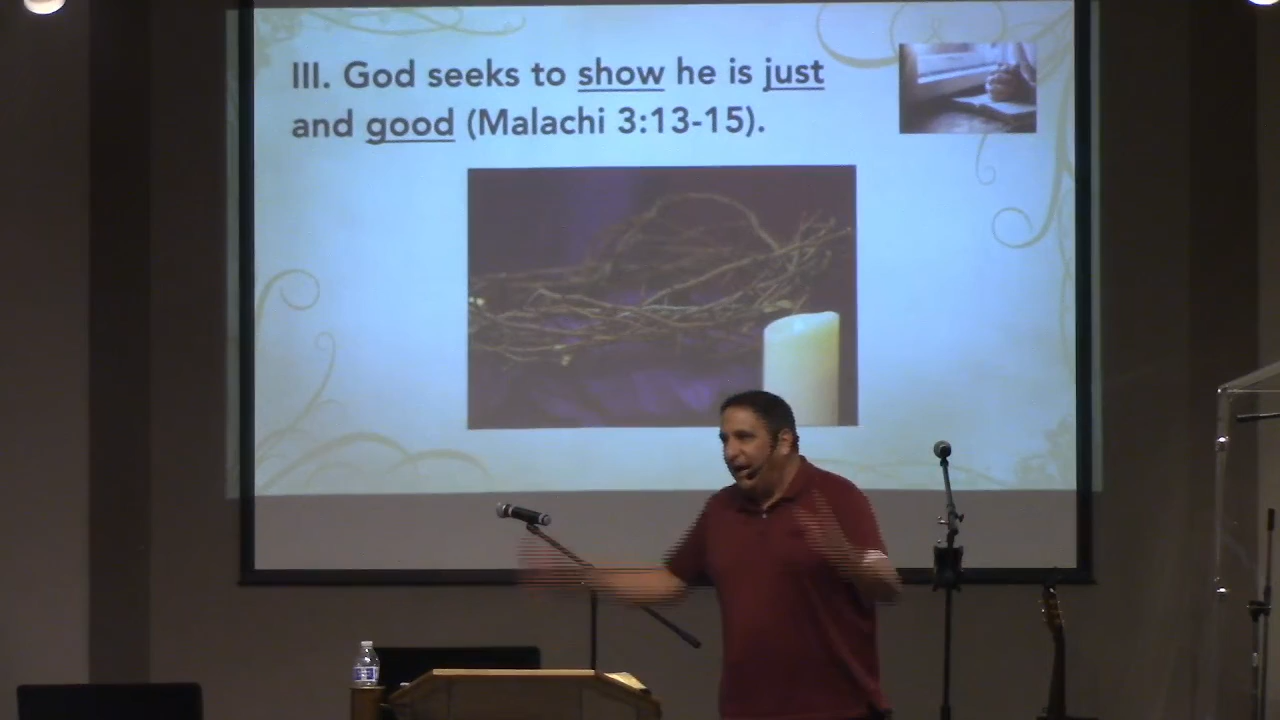 III. God seeks to show he is just
and good (Malachi 3:13-15).